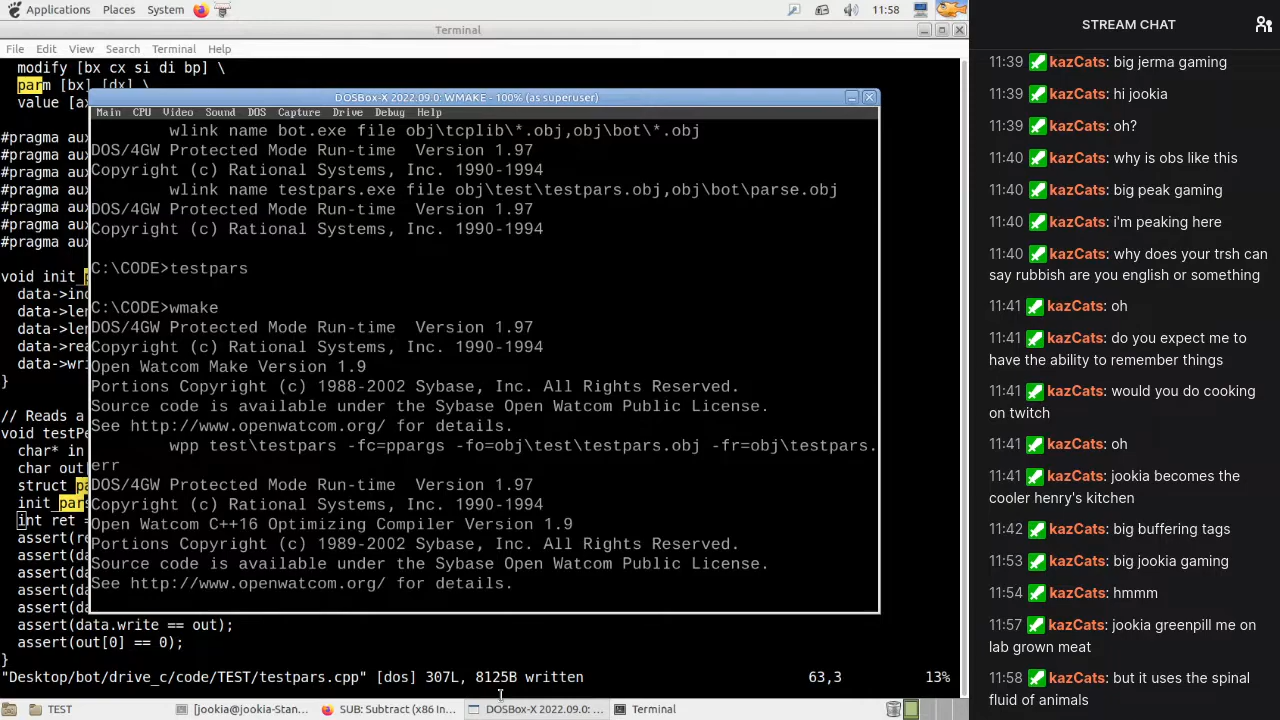 Applications Places System 11:58
Terminal
File Edit View Search Terminal Help
modify [bx cx si di bp] \
parm [bx] [dx] \
value [ax
#pragma aux
#pragma aux
#pragma aux
#pragma aux
#pragma aux
#pragma aux
#pragma aux
void init_
data->in
data->le
data->le
data->rea
data->wri
}
// Reads a
void testPe
char* in
char out[
struct pa
init_pars
int ret =
assert(re
assert(da
assert(da
assert(da
assert(da
assert(data.write == out);
assert(out[0] == 0);
}
"Desktop/bot/drive_c/code/TEST/testpars.cpp" [dos] 307L, 8125B written 63,3 13%
DOSBox-X 2022.09.0: WMAKE - 100% (as superuser)
Main CPU Video Sound DOS Capture Drive Debug Help
wlink name bot.exe file obj\tcplib\*.obj,obj\bot\*.obj
DOS/4GW Protected Mode Run-time Version 1.97
Copyright (c) Rational Systems, Inc. 1990-1994
wlink name testpars.exe file obj\test\testpars.obj,obj\bot\parse.obj
DOS/4GW Protected Mode Run-time Version 1.97
Copyright (c) Rational Systems, Inc. 1990-1994
C:\CODE>testpars
C:\CODE>wmake
DOS/4GW Protected Mode Run-time Version 1.97
Copyright (c) Rational Systems, Inc. 1990-1994
Open Watcom Make Version 1.9
Portions Copyright (c) 1988-2002 Sybase, Inc. All Rights Reserved.
Source code is available under the Sybase Open Watcom Public License.
See http://www.openwatcom.org/ for details.
wpp test\testpars -fc=ppargs -fo=obj\test\testpars.obj -fr=obj\testpars.
err
DOS/4GW Protected Mode Run-time Version 1.97
Copyright (c) Rational Systems, Inc. 1990-1994
Open Watcom C++16 Optimizing Compiler Version 1.9
Portions Copyright (c) 1989-2002 Sybase, Inc. All Rights Reserved.
Source code is available under the Sybase Open Watcom Public License.
See http://www.openwatcom.org/ for details.
TEST [jookia@jookia-Stan... SUB: Subtract (x86 In... DOSBox-X 2022.09.0: ... Terminal
STREAM CHAT
11:39 kazCats: big jerma gaming
11:39 kazCats: hi jookia
11:39 kazCats: oh?
11:40 kazCats: why is obs like this
11:40 kazCats: big peak gaming
11:40 kazCats: i'm peaking here
11:40 kazCats: why does your trsh can
say rubbish are you english or something
11:41 kazCats: oh
11:41 kazCats: do you expect me to
have the ability to remember things
11:41 kazCats: would you do cooking
on twitch
11:41 kazCats: oh
11:41 kazCats: jookia becomes the
cooler henry's kitchen
11:42 kazCats: big buffering tags
11:53 kazCats: big jookia gaming
11:54 kazCats: hmmm
11:57 kazCats: jookia greenpill me on
lab grown meat
11:58 kazCats: but it uses the spinal
fluid of animals